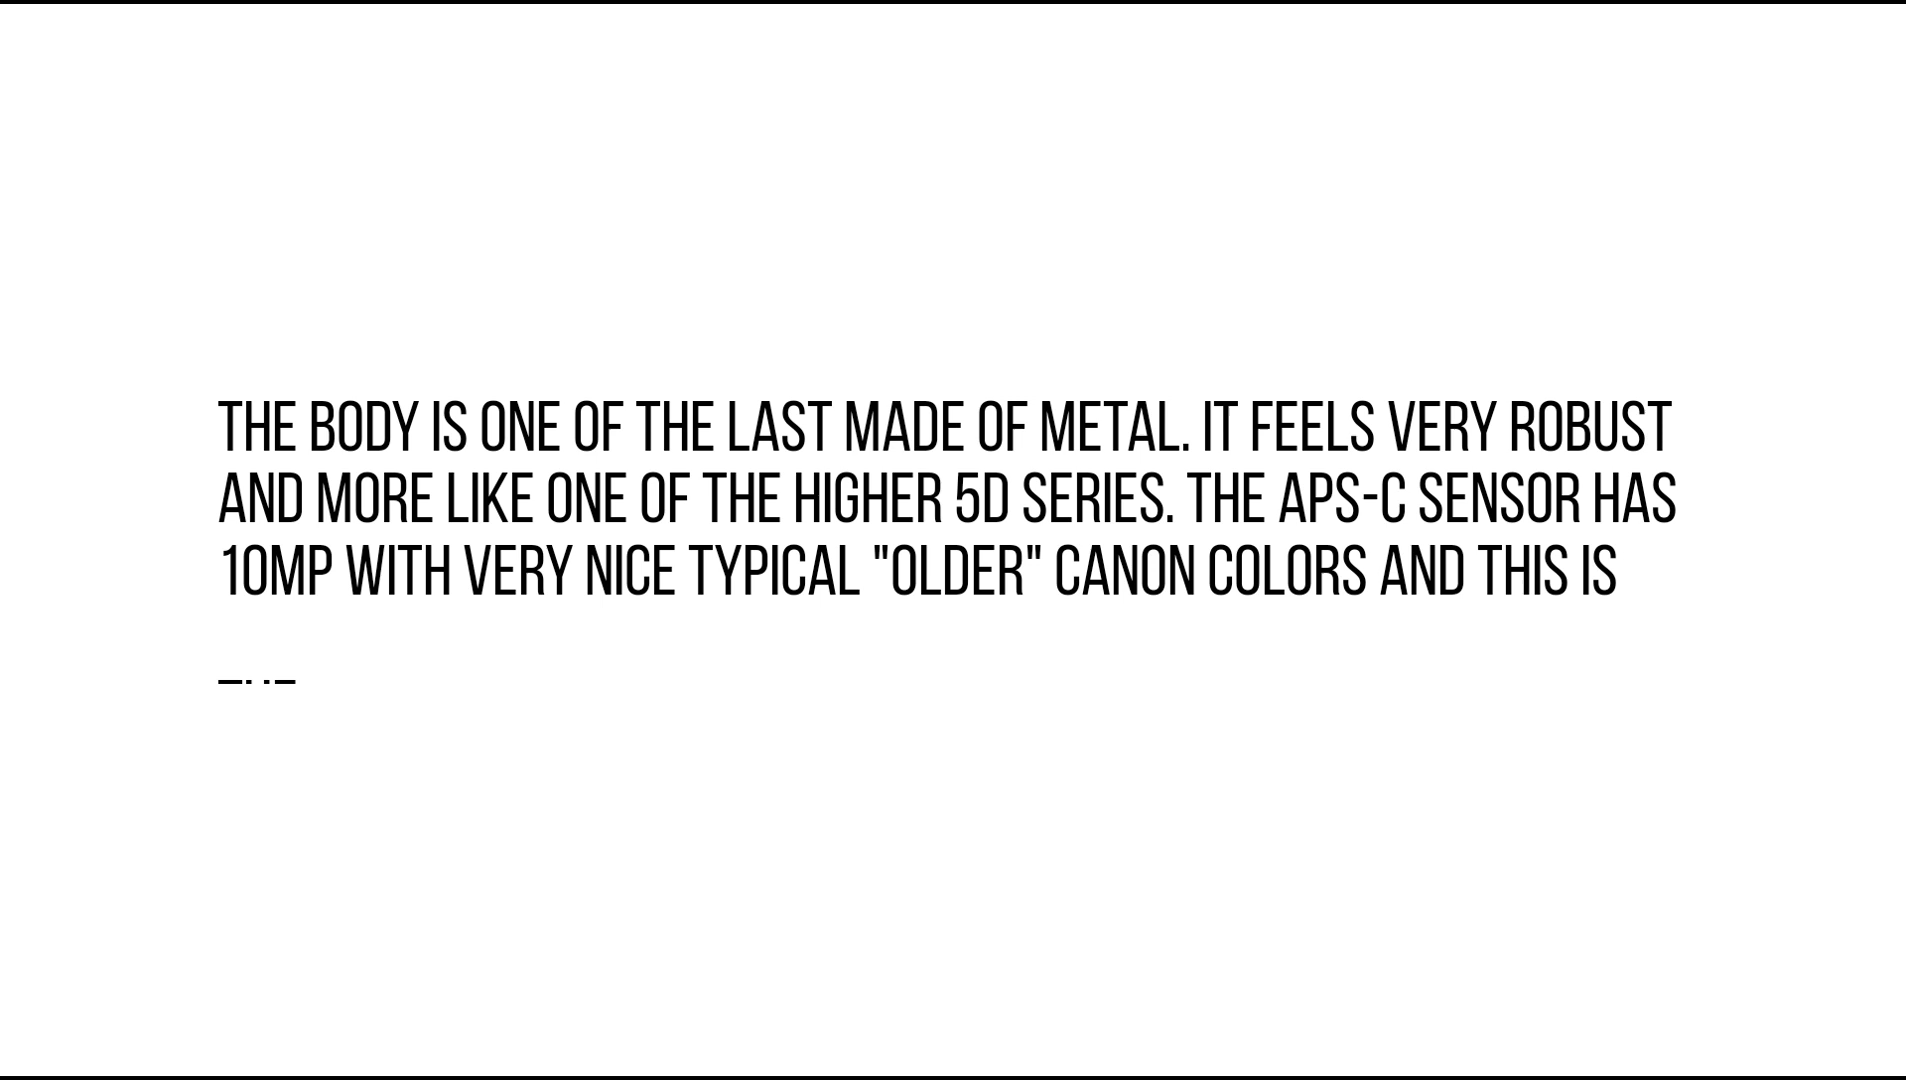 THE BODY IS ONE OF THE LAST MADE OF METAL. IT FEELS VERY ROBUST
AND MORE LIKE ONE OF THE HIGHER 5D SERIES. THE APS-C SENSOR HAS
10MP WITH VERY NICE TYPICAL "OLDER" CANON COLORS AND THIS IS